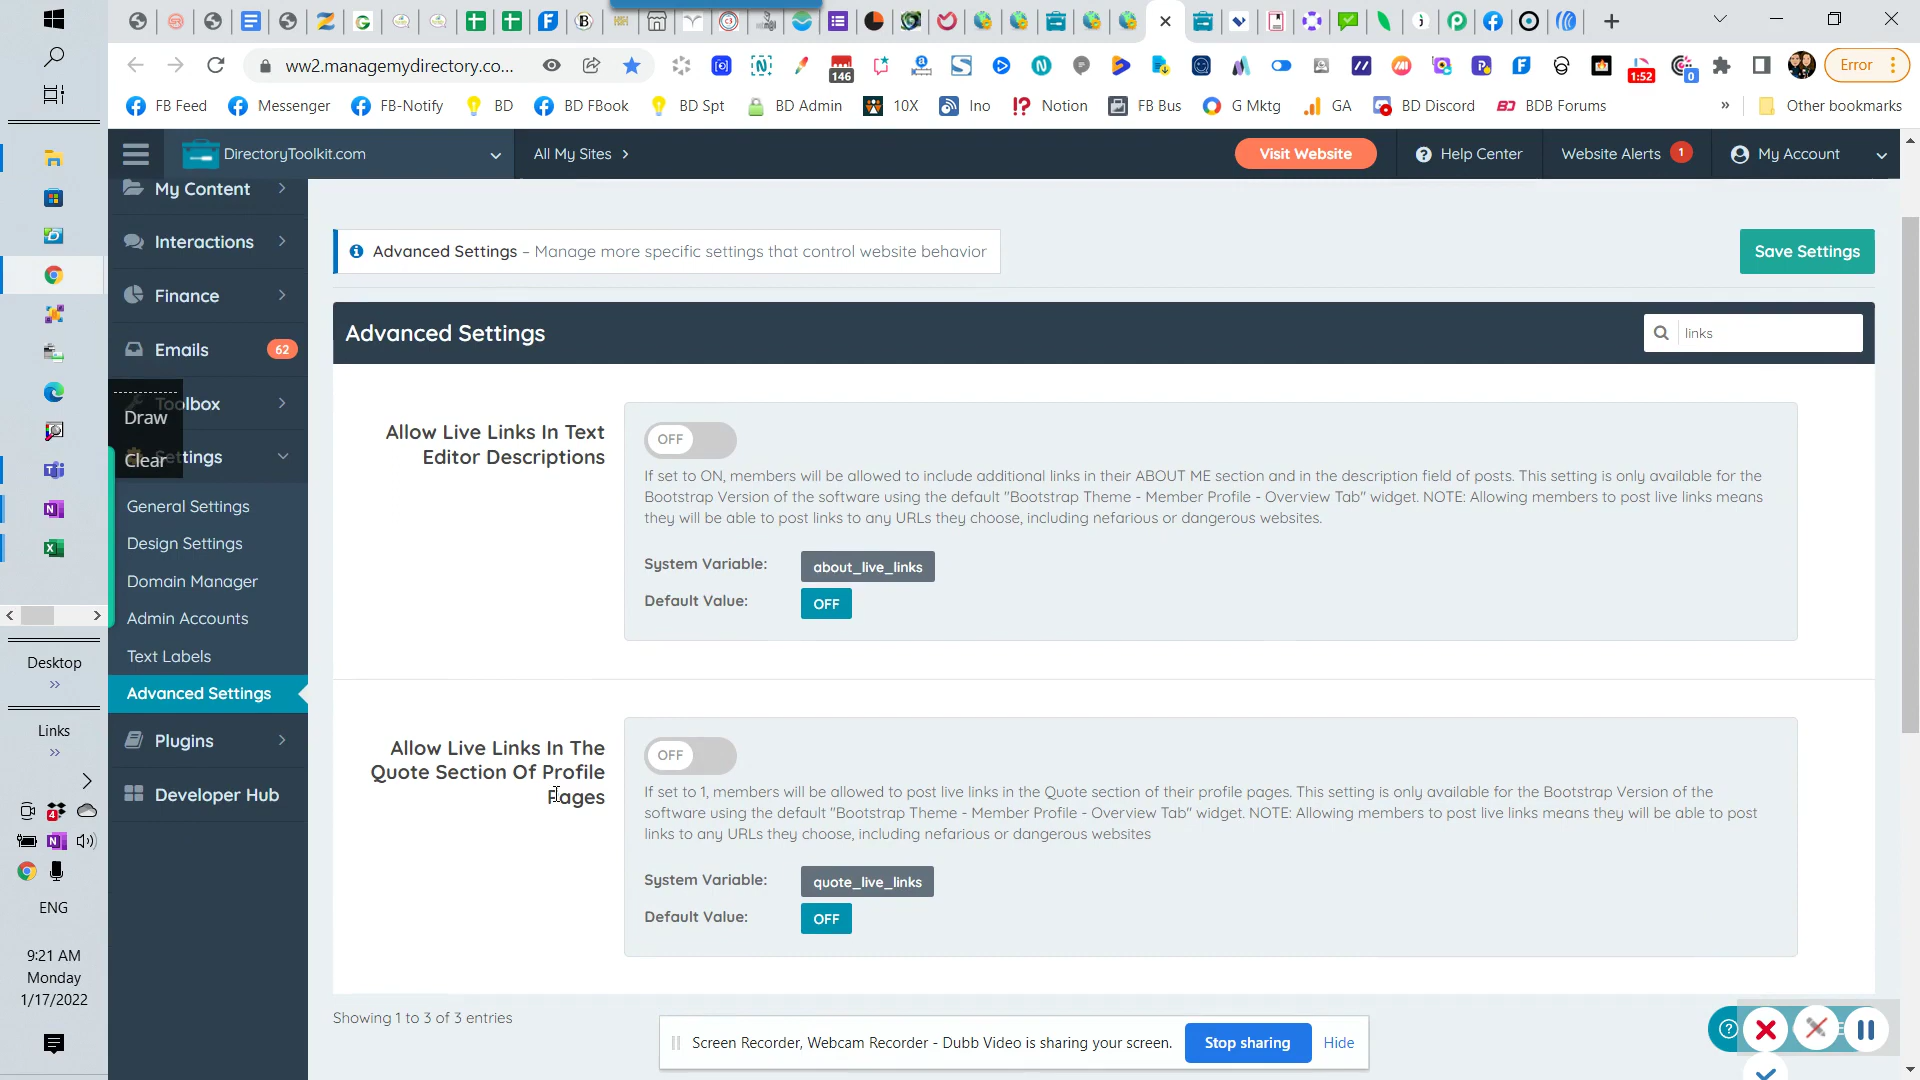 ww2.managemydirectory.co...
146
1:52
0
Error
FB Feed
Messenger
FB-Notify
BD
BD FBook
BD Spt
BD Admin
10X
Ino
Notion
FB Bus
G Mktg
GA
BD Discord
BDB Forums
»
Other bookmarks
DirectoryToolkit.com
All My Sites
Visit Website
Help Center
Website Alerts 1
My Account
My Content
Interactions
Finance
Emails 62
Toolbox
Draw
Clear
Settings
General Settings
Design Settings
Domain Manager
Admin Accounts
Text Labels
Advanced Settings
Plugins
Developer Hub
Advanced Settings – Manage more specific settings that control website behavior
Save Settings
Advanced Settings
links
Allow Live Links In Text
Editor Descriptions
OFF
If set to ON, members will be allowed to include additional links in their ABOUT ME section and in the description field of posts. This setting is only available for the
Bootstrap Version of the software using the default "Bootstrap Theme - Member Profile - Overview Tab" widget. NOTE: Allowing members to post live links means
they will be able to post links to any URLs they choose, including nefarious or dangerous websites.
System Variable: about_live_links
Default Value: OFF
Allow Live Links In The
Quote Section Of Profile
Pages
OFF
If set to 1, members will be allowed to post live links in the Quote section of their profile pages. This setting is only available for the Bootstrap Version of the
software using the default "Bootstrap Theme - Member Profile - Overview Tab" widget. NOTE: Allowing members to post live links means they will be able to post
links to any URLs they choose, including nefarious or dangerous websites
System Variable: quote_live_links
Default Value: OFF
Showing 1 to 3 of 3 entries
Screen Recorder, Webcam Recorder - Dubb Video is sharing your screen.
Stop sharing
Hide
Desktop
»
Links
»
4
ENG
9:21 AM
Monday
1/17/2022